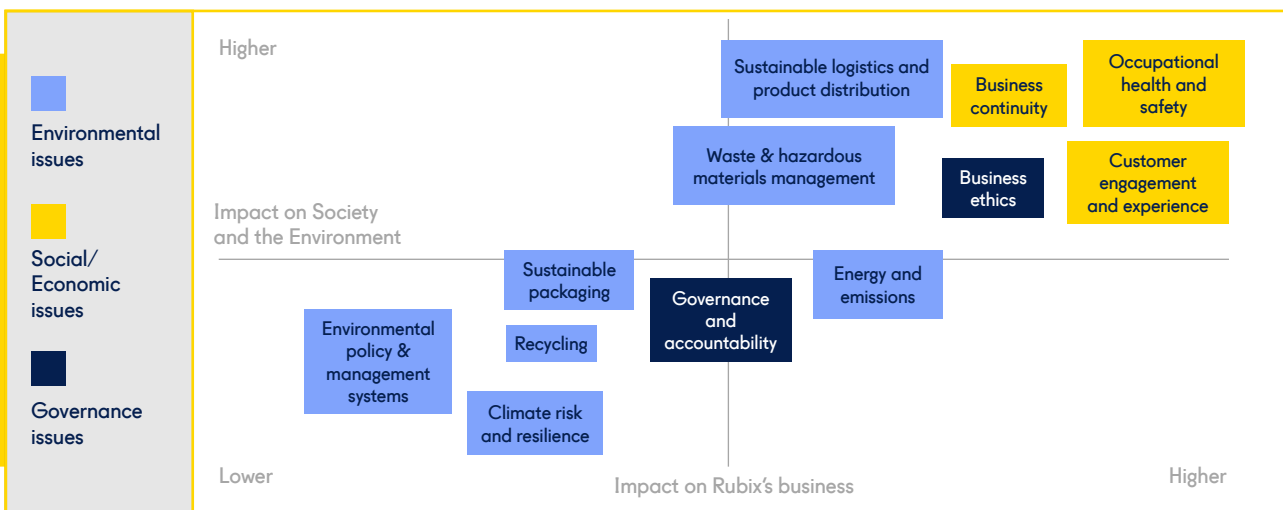 Environmental
issues
Social/
Economic
issues
Governance
issues
Higher
Sustainable logistics and
product distribution
Business
continuity
Occupational
health and
safety
Waste & hazardous
materials management
Business
ethics
Customer
engagement
and experience
Impact on Society
and the Environment
Sustainable
packaging
Energy and
emissions
Governance
and
accountability
Environmental
policy &
management
systems
Recycling
Climate risk
and resilience
Lower
Impact on Rubix's business
Higher